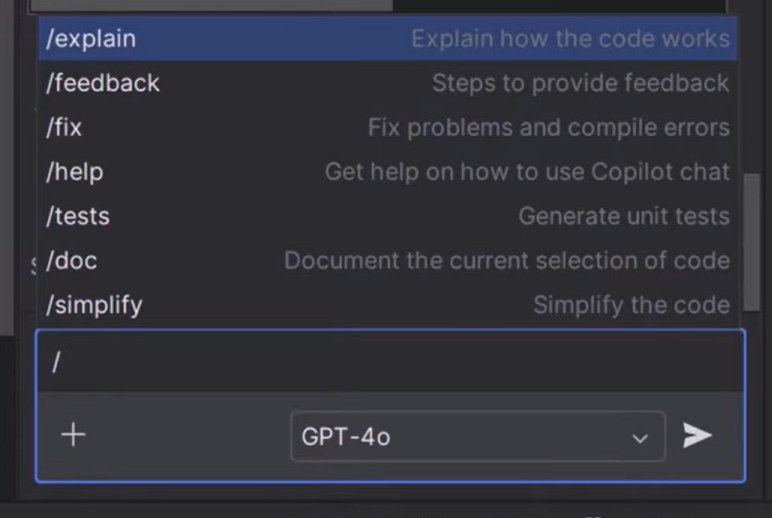 /explain Explain how the code works
/feedback Steps to provide feedback
/fix Fix problems and compile errors
/help Get help on how to use Copilot chat
/tests Generate unit tests
/doc Document the current selection of code
/simplify Simplify the code
/
GPT-4o